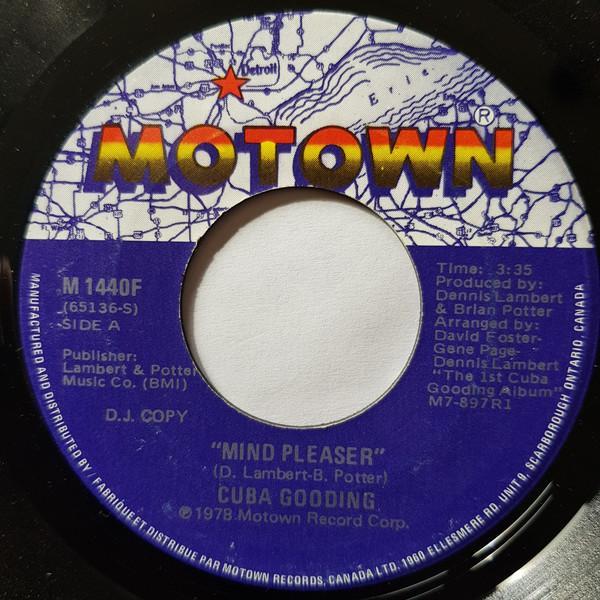 Detroit
Erie
MOTOWN®
M 1440F
(65136-S)
SIDE A
Publisher:
Lambert & Potter
Music Co. (BMI)
D.J. COPY
Time: 3:35
Produced by:
Dennis Lambert
& Brian Potter
Arranged by:
David Foster-
Gene Page-
Dennis Lambert
"The 1st Cuba
Gooding Album"
M7-897R1
"MIND PLEASER"
(D. Lambert-B. Potter)
CUBA GOODING
℗1978 Motown Record Corp.
MANUFACTURED AND DISTRIBUTED BY / FABRIQUE ET DISTRIBUE PAR MOTOWN RECORDS, CANADA LTD. 1960 ELLESMERE RD. UNIT 9, SCARBOROUGH ONTARIO, CANADA